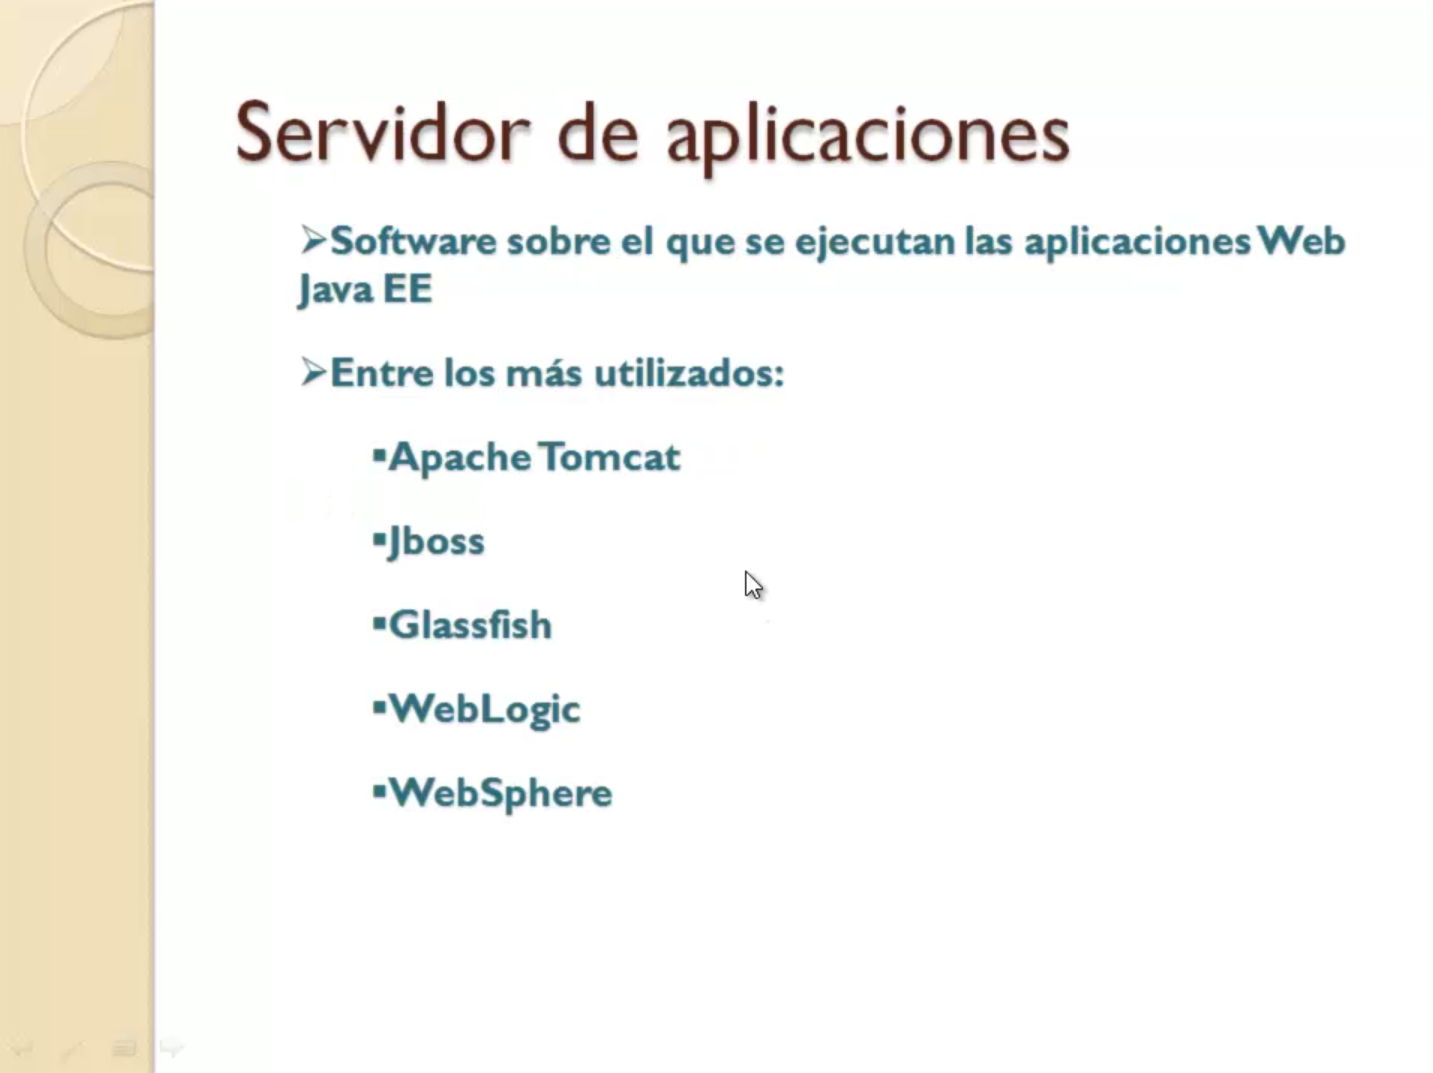 Servidor de aplicaciones
➢Software sobre el que se ejecutan las aplicaciones Web
Java EE
➢Entre los más utilizados:
▪Apache Tomcat
▪Jboss
▪Glassfish
▪WebLogic
▪WebSphere